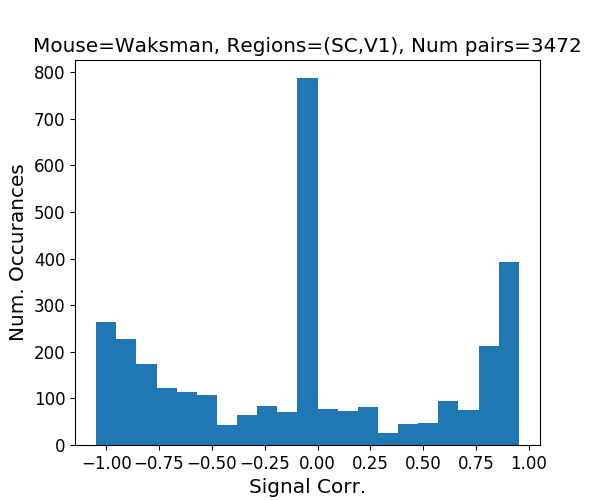 Mouse=Waksman, Regions=(SC,V1), Num pairs=3472
800
700
600
500
400
300
200
100
0
Num. Occurances
−1.00 −0.75 −0.50 −0.25 0.00 0.25 0.50 0.75 1.00
Signal Corr.